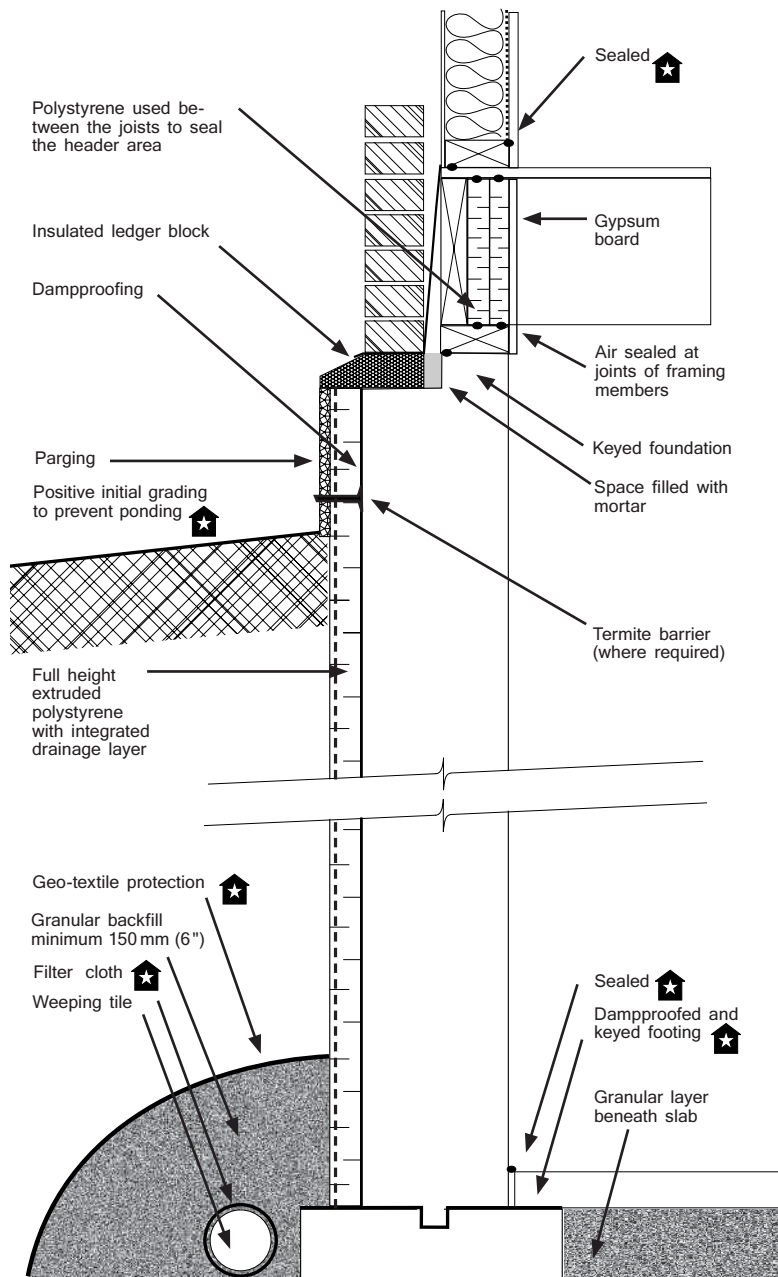 Sealed
Polystyrene used be-
tween the joists to seal
the header area
Insulated ledger block
Gypsum
board
Dampproofing
Air sealed at
joints of framing
members
Keyed foundation
Parging
Space filled with
mortar
Positive initial grading
to prevent ponding
Termite barrier
(where required)
Full height
extruded
polystyrene
with integrated
drainage layer
Geo-textile protection
Granular backfill
minimum 150 mm (6")
Filter cloth
Weeping tile
Sealed
Dampproofed and
keyed footing
Granular layer
beneath slab